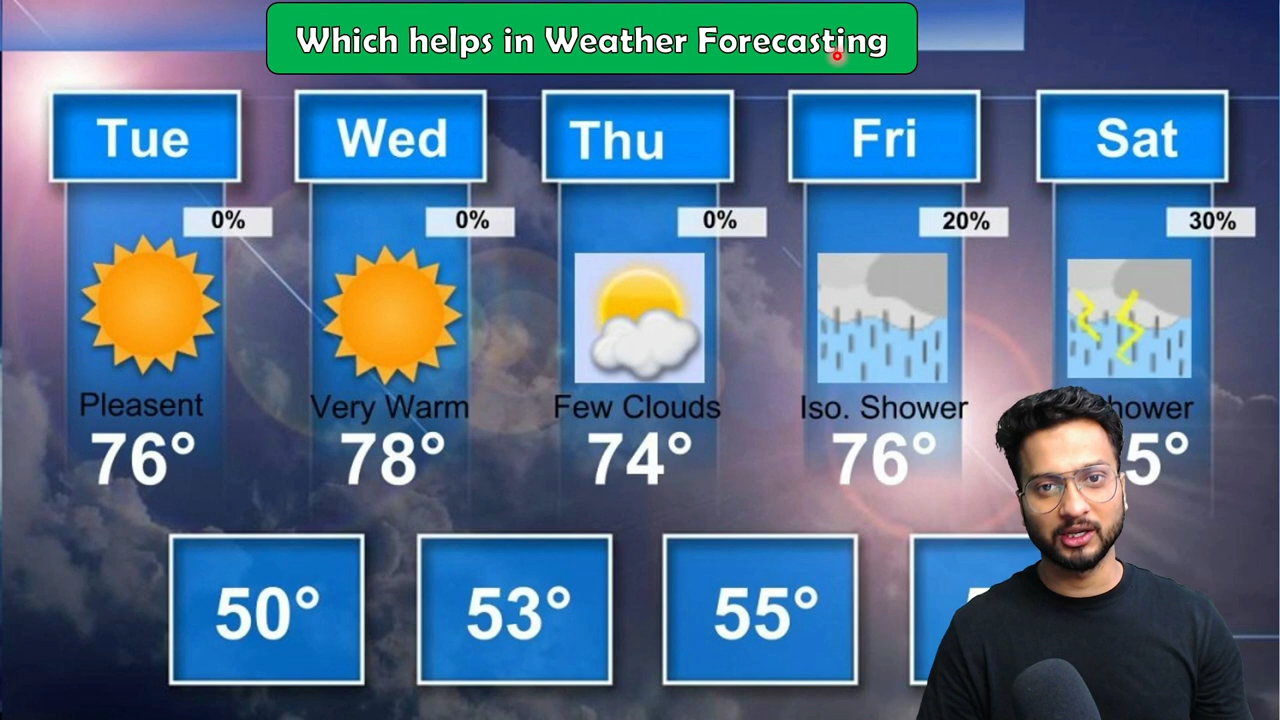 Which helps in Weather Forecasting
Tue Wed Thu Fri Sat
0% 0% 0% 20% 30%
Pleasent Very Warm Few Clouds Iso. Shower
76° 78° 74° 76°
50° 53° 55°